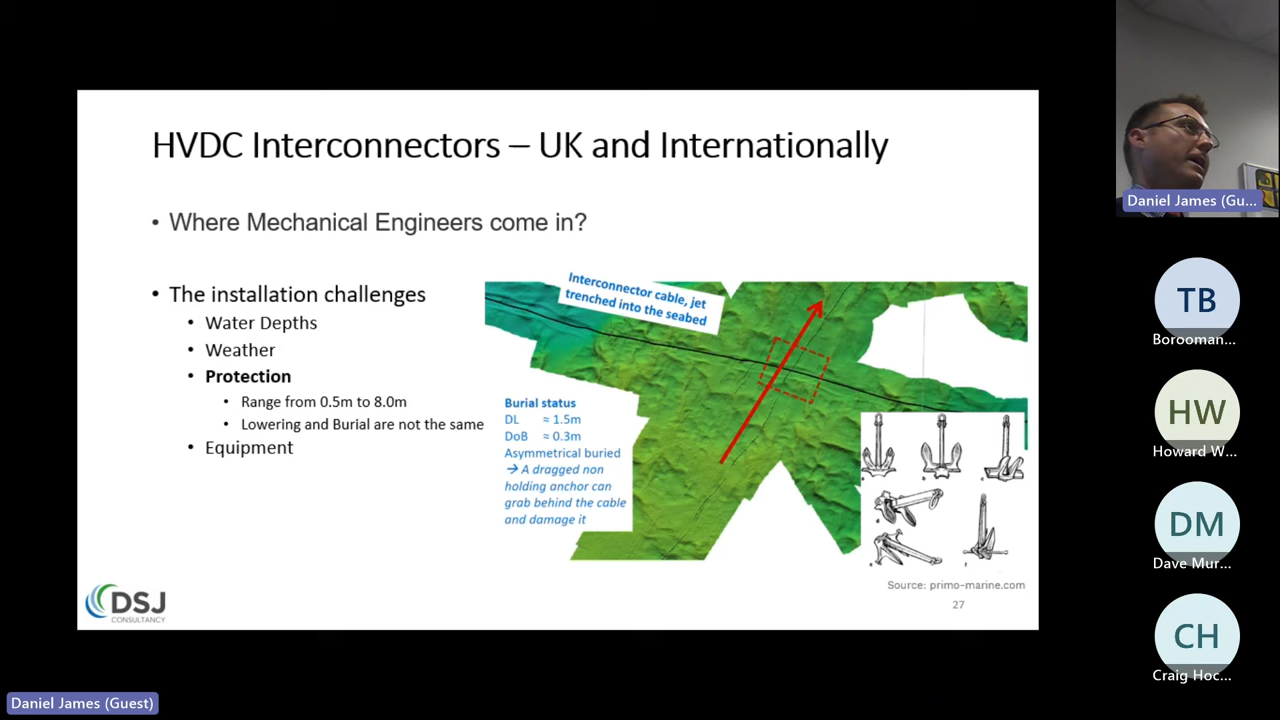 HVDC Interconnectors – UK and Internationally
• Where Mechanical Engineers come in?
• The installation challenges
• Water Depths
• Weather
• Protection
• Range from 0.5m to 8.0m
• Lowering and Burial are not the same
• Equipment
Interconnector cable, jet
trenched into the seabed
Burial status
DL ≈ 1.5m
DoB ≈ 0.3m
Asymmetrical buried
→ A dragged non
holding anchor can
grab behind the cable
and damage it
Source: primo-marine.com
27
DSJ
CONSULTANCY
Daniel James (Gu...
TB
Borooman...
HW
Howard W...
DM
Dave Mur...
CH
Craig Hoc...
Daniel James (Guest)